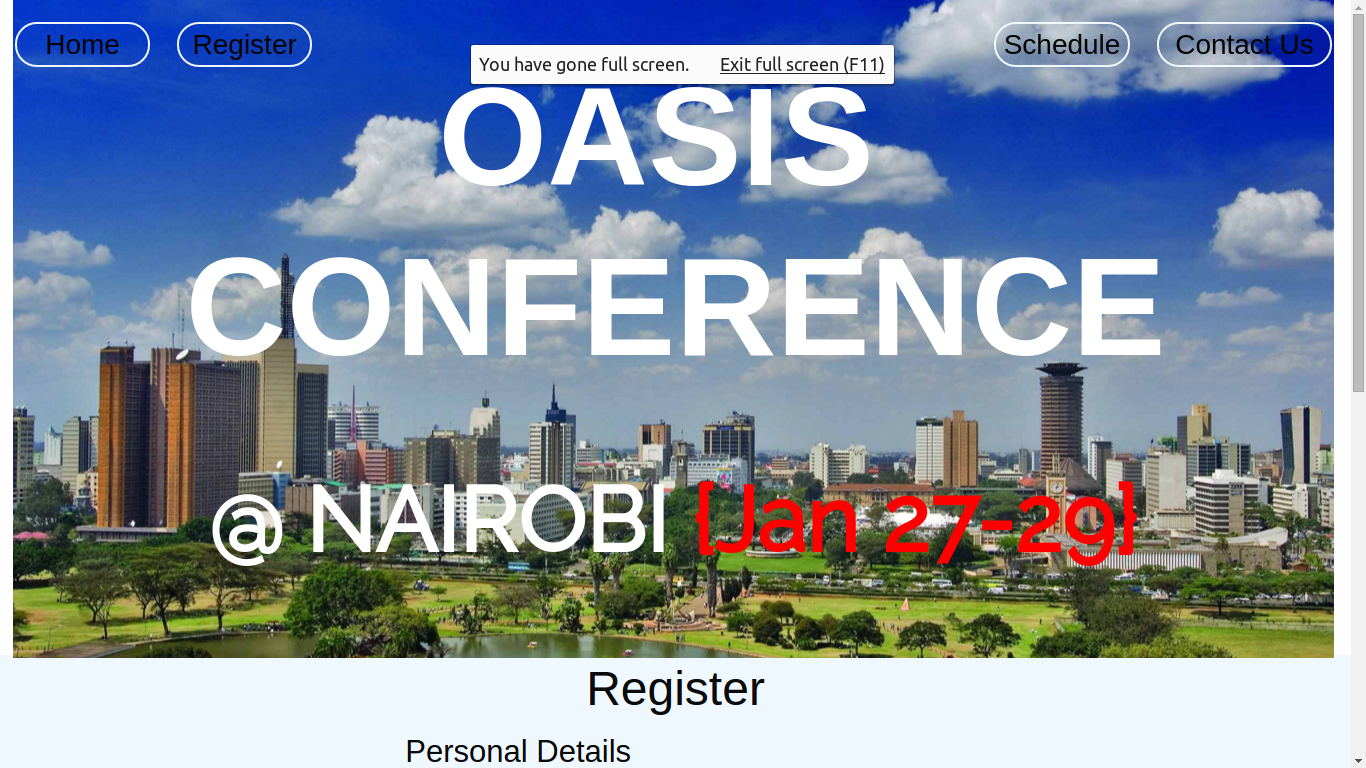 Home Register Schedule Contact Us
You have gone full screen. Exit full screen (F11)
OASIS
CONFERENCE
@ NAIROBI {Jan 27-29}
Register
Personal Details